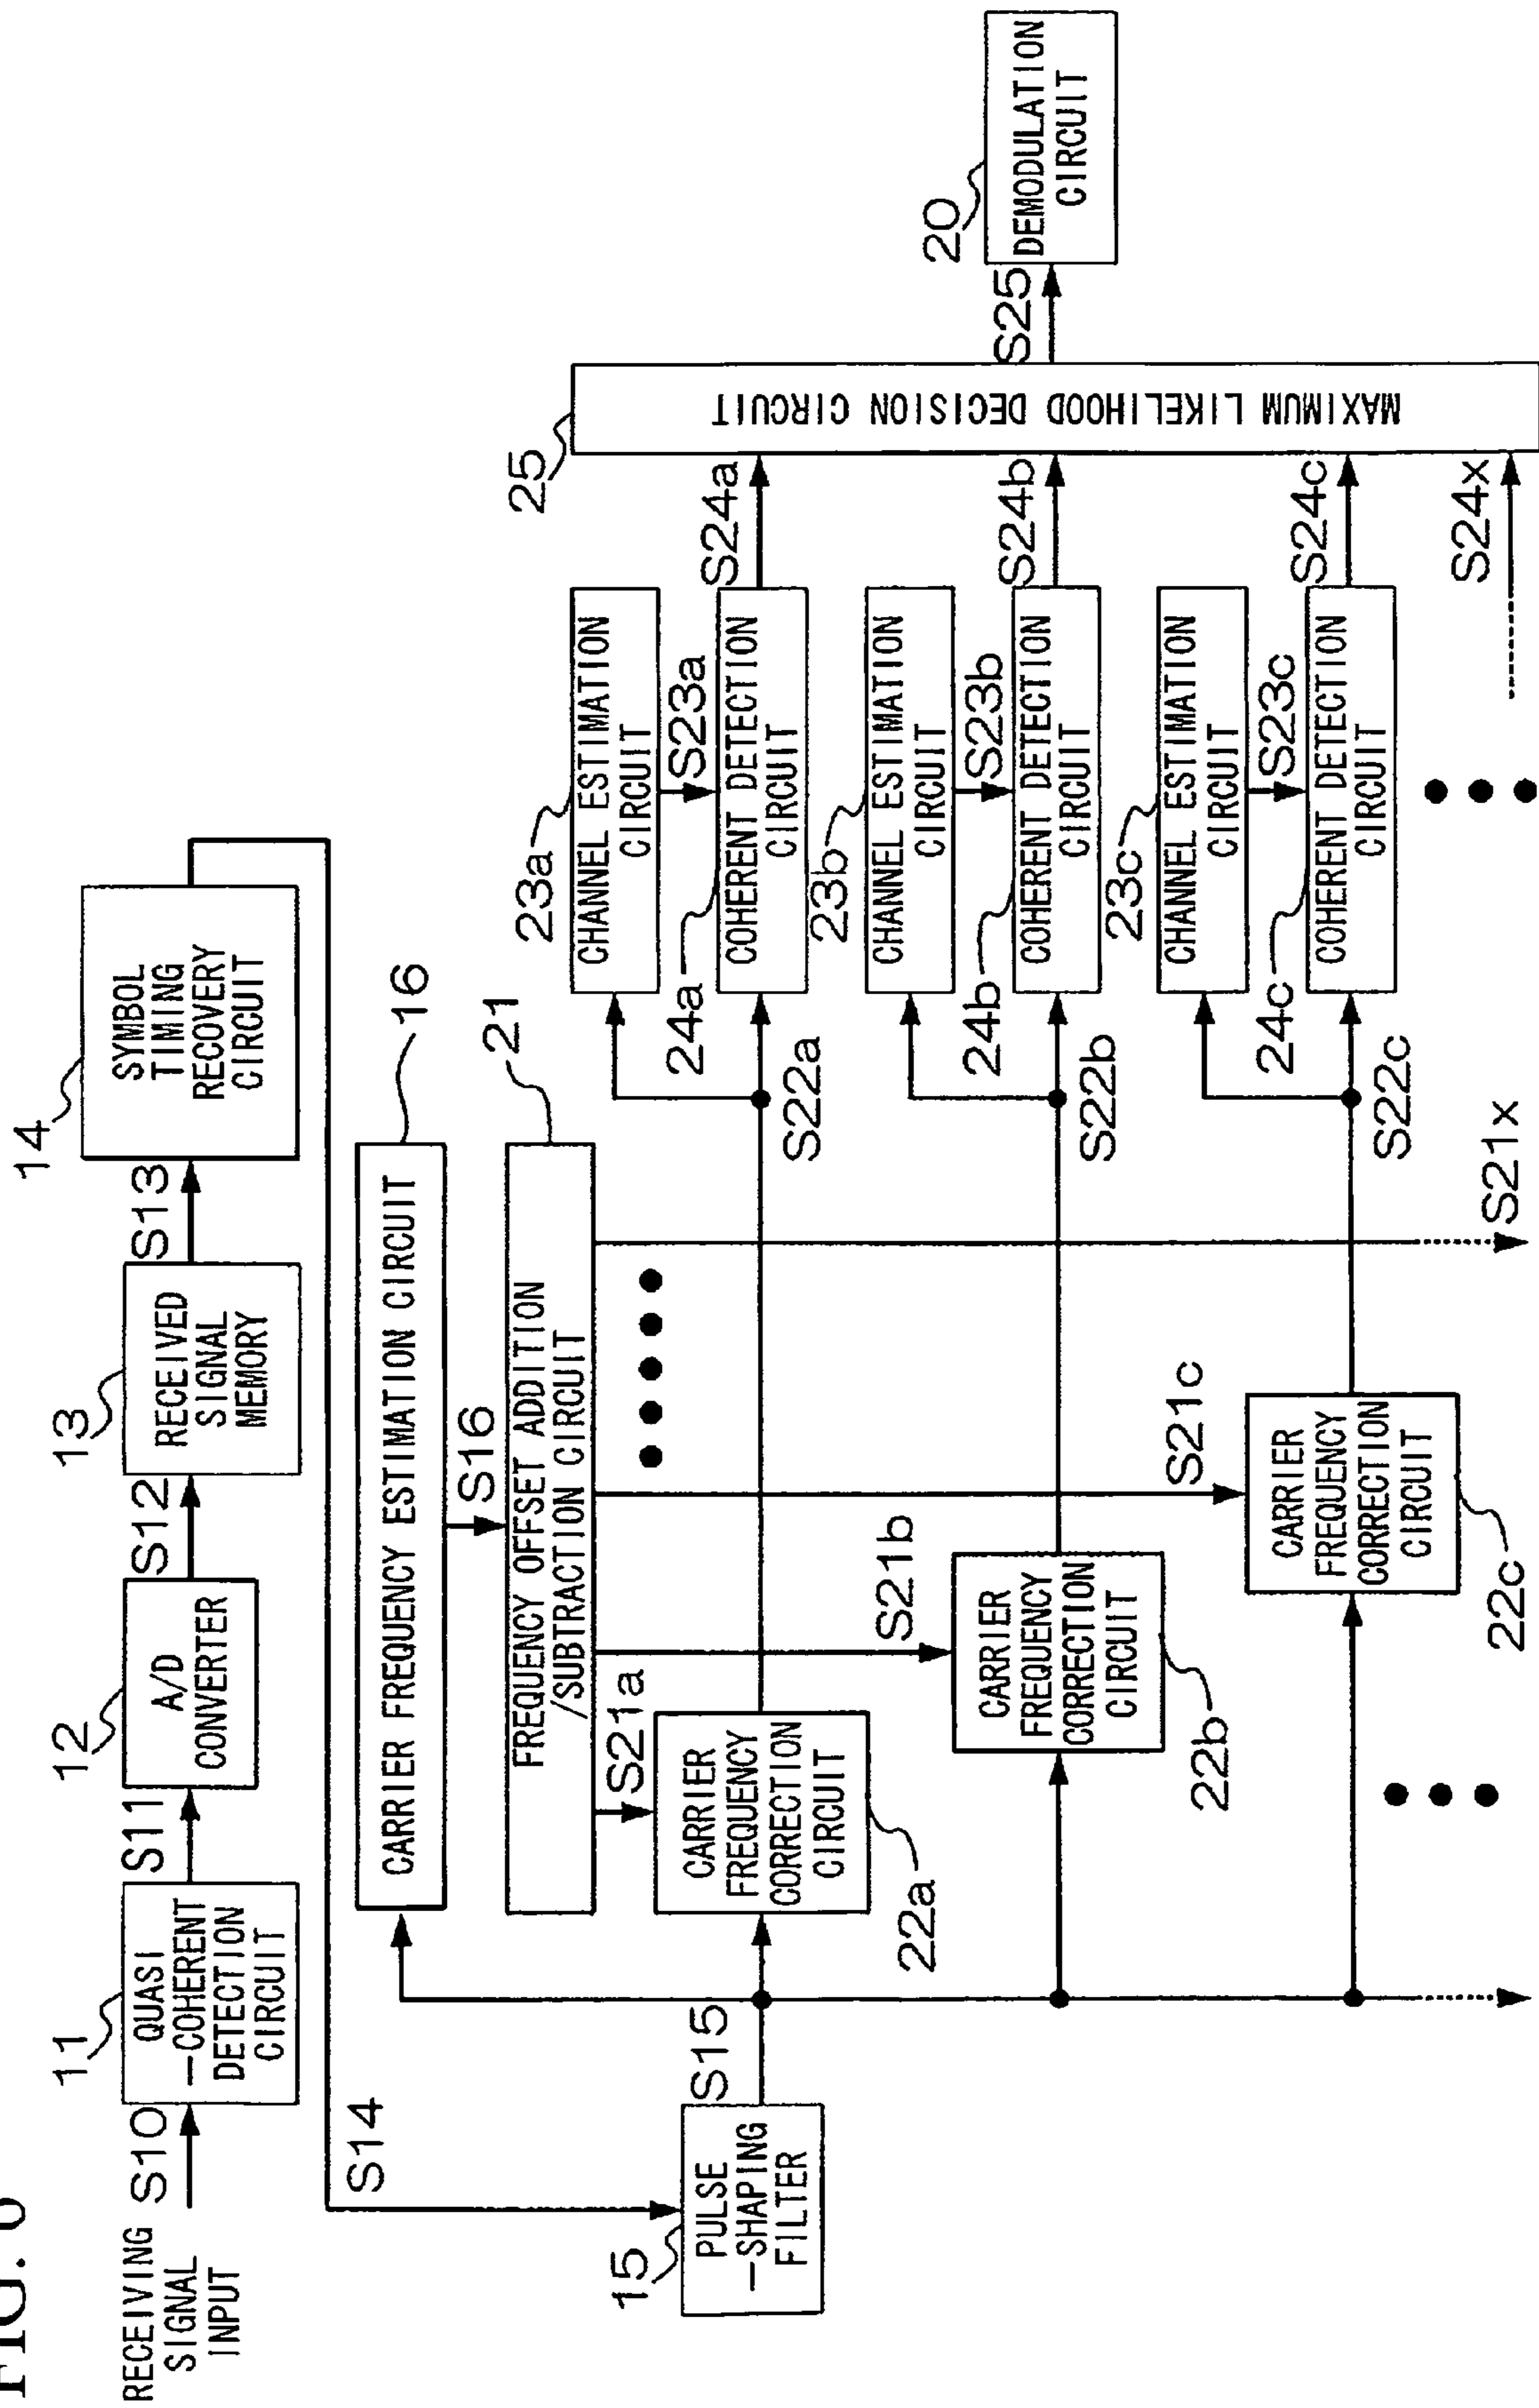 FIG. 6
RECEIVING
SIGNAL
INPUT
S10
11
QUASI
-COHERENT
DETECTION
CIRCUIT
S11
12
A/D
CONVERTER
S12
13
RECEIVED
SIGNAL
MEMORY
S13
14
SYMBOL
TIMING
RECOVERY
CIRCUIT
S14
15
PULSE
-SHAPING
FILTER
S15
CARRIER FREQUENCY ESTIMATION CIRCUIT
16
S16
FREQUENCY OFFSET ADDITION
/SUBTRACTION CIRCUIT
21
S21a
CARRIER
FREQUENCY
CORRECTION
CIRCUIT
22a
S21b
CARRIER
FREQUENCY
CORRECTION
CIRCUIT
22b
S21c
CARRIER
FREQUENCY
CORRECTION
CIRCUIT
22c
S21x
S22a
23a
CHANNEL ESTIMATION
CIRCUIT
S23a
24a
COHERENT DETECTION
CIRCUIT
S24a
S22b
23b
CHANNEL ESTIMATION
CIRCUIT
S23b
24b
COHERENT DETECTION
CIRCUIT
S24b
S22c
23c
CHANNEL ESTIMATION
CIRCUIT
S23c
24c
COHERENT DETECTION
CIRCUIT
S24c
S24x
25
MAXIMUM LIKELIHOOD DECISION CIRCUIT
S25
20
DEMODULATION
CIRCUIT